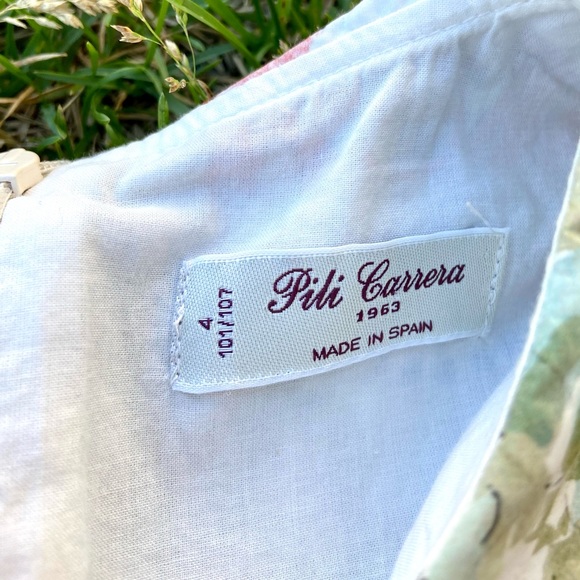 Pili Carrera
1963
MADE IN SPAIN
4
101/107